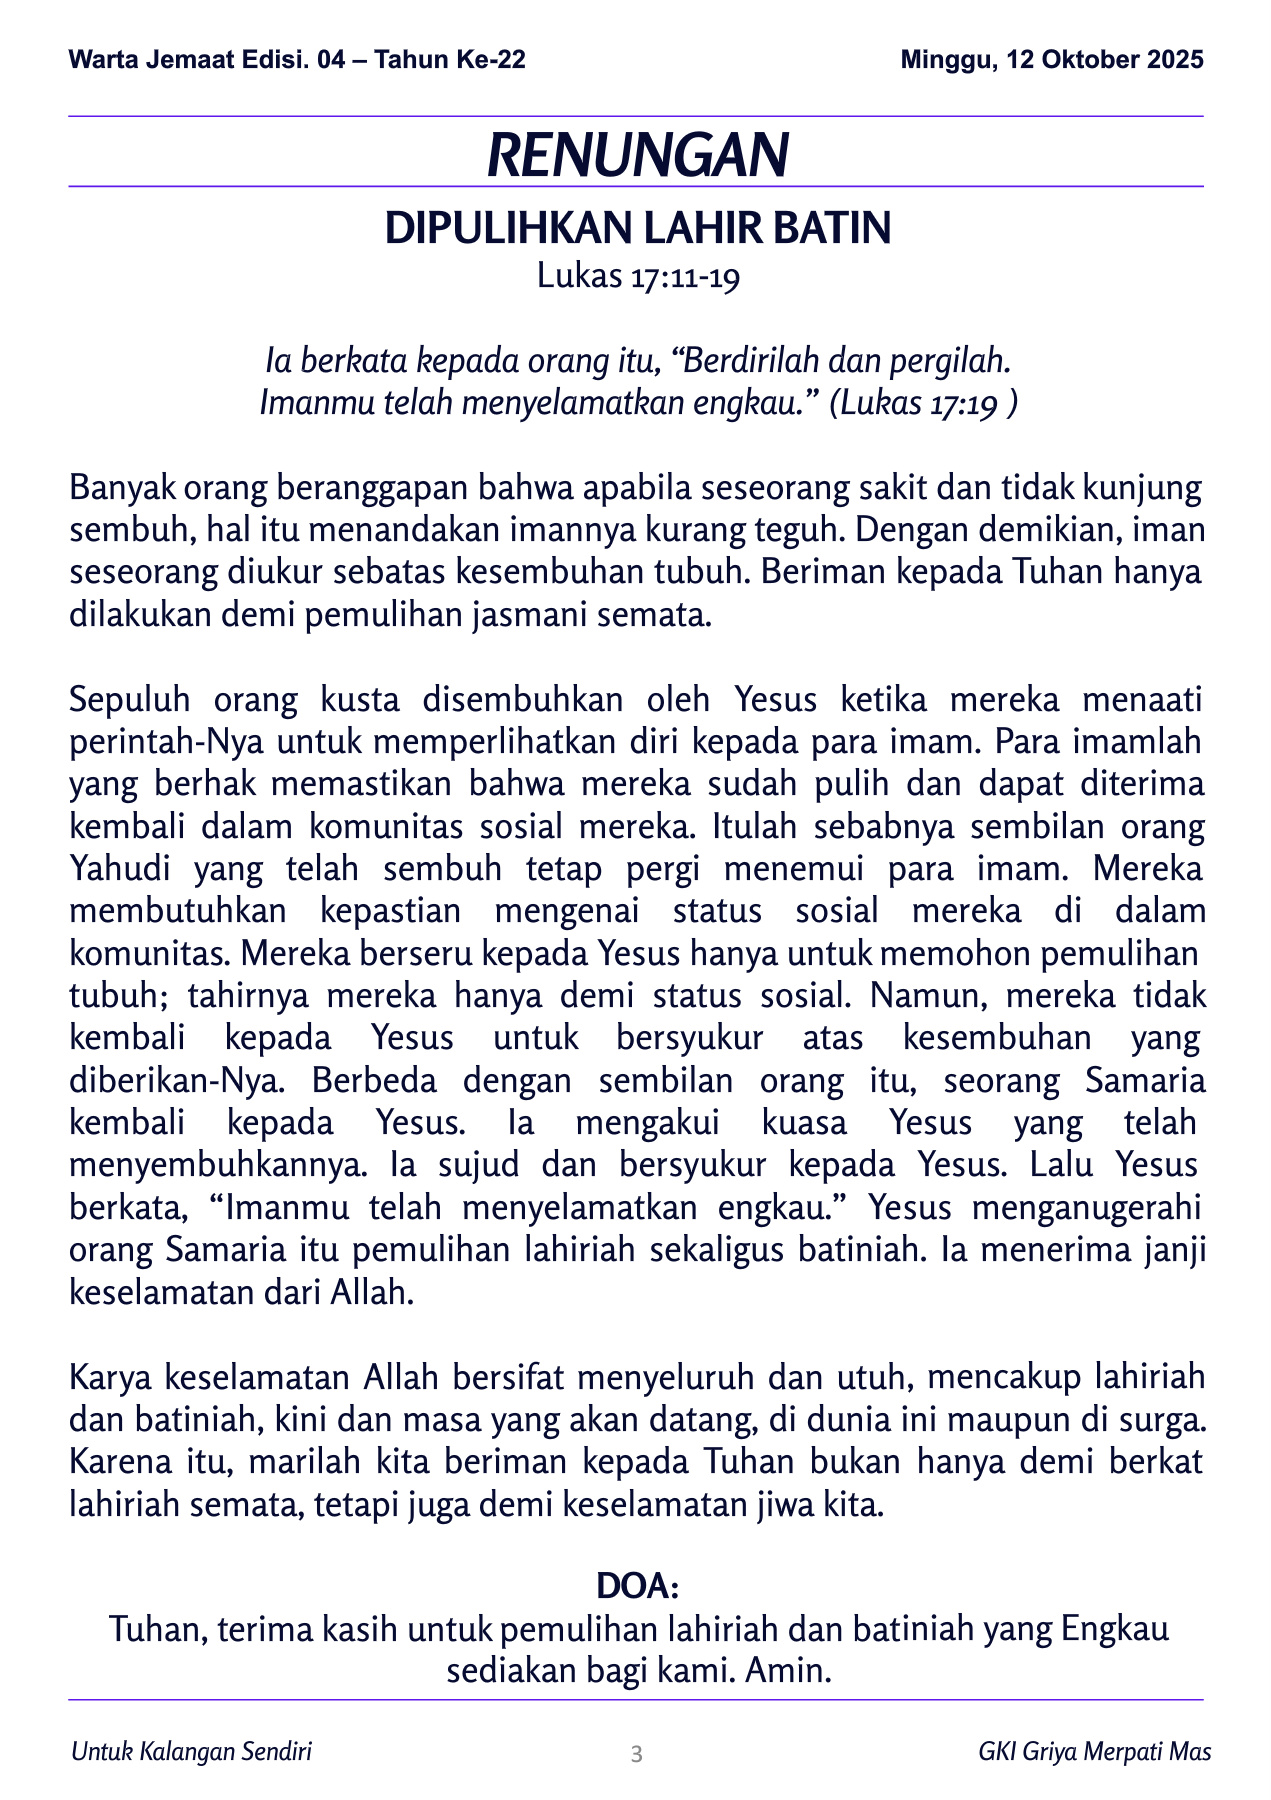 Warta Jemaat Edisi. 04 – Tahun Ke-22 Minggu, 12 Oktober 2025
RENUNGAN
DIPULIHKAN LAHIR BATIN
Lukas 17:11-19
Ia berkata kepada orang itu, “Berdirilah dan pergilah.
Imanmu telah menyelamatkan engkau.” (Lukas 17:19 )
Banyak orang beranggapan bahwa apabila seseorang sakit dan tidak kunjung
sembuh, hal itu menandakan imannya kurang teguh. Dengan demikian, iman
seseorang diukur sebatas kesembuhan tubuh. Beriman kepada Tuhan hanya
dilakukan demi pemulihan jasmani semata.
Sepuluh orang kusta disembuhkan oleh Yesus ketika mereka menaati
perintah-Nya untuk memperlihatkan diri kepada para imam. Para imamlah
yang berhak memastikan bahwa mereka sudah pulih dan dapat diterima
kembali dalam komunitas sosial mereka. Itulah sebabnya sembilan orang
Yahudi yang telah sembuh tetap pergi menemui para imam. Mereka
membutuhkan kepastian mengenai status sosial mereka di dalam
komunitas. Mereka berseru kepada Yesus hanya untuk memohon pemulihan
tubuh; tahirnya mereka hanya demi status sosial. Namun, mereka tidak
kembali kepada Yesus untuk bersyukur atas kesembuhan yang
diberikan-Nya. Berbeda dengan sembilan orang itu, seorang Samaria
kembali kepada Yesus. Ia mengakui kuasa Yesus yang telah
menyembuhkannya. Ia sujud dan bersyukur kepada Yesus. Lalu Yesus
berkata, “Imanmu telah menyelamatkan engkau.” Yesus menganugerahi
orang Samaria itu pemulihan lahiriah sekaligus batiniah. Ia menerima janji
keselamatan dari Allah.
Karya keselamatan Allah bersifat menyeluruh dan utuh, mencakup lahiriah
dan batiniah, kini dan masa yang akan datang, di dunia ini maupun di surga.
Karena itu, marilah kita beriman kepada Tuhan bukan hanya demi berkat
lahiriah semata, tetapi juga demi keselamatan jiwa kita.
DOA:
Tuhan, terima kasih untuk pemulihan lahiriah dan batiniah yang Engkau
sediakan bagi kami. Amin.
Untuk Kalangan Sendiri 3 GKI Griya Merpati Mas